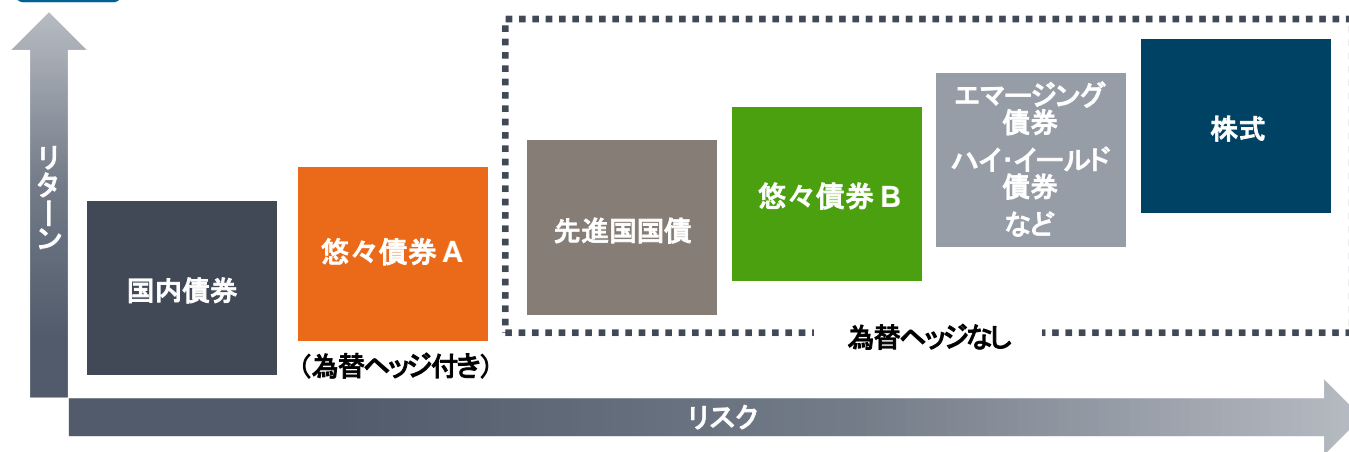 リターン
国内債券
悠々債券 A
(為替ヘッジ付き)
先進国国債
悠々債券 B
エマージング
債券
ハイ・イールド
債券
など
株式
為替ヘッジなし
リスク